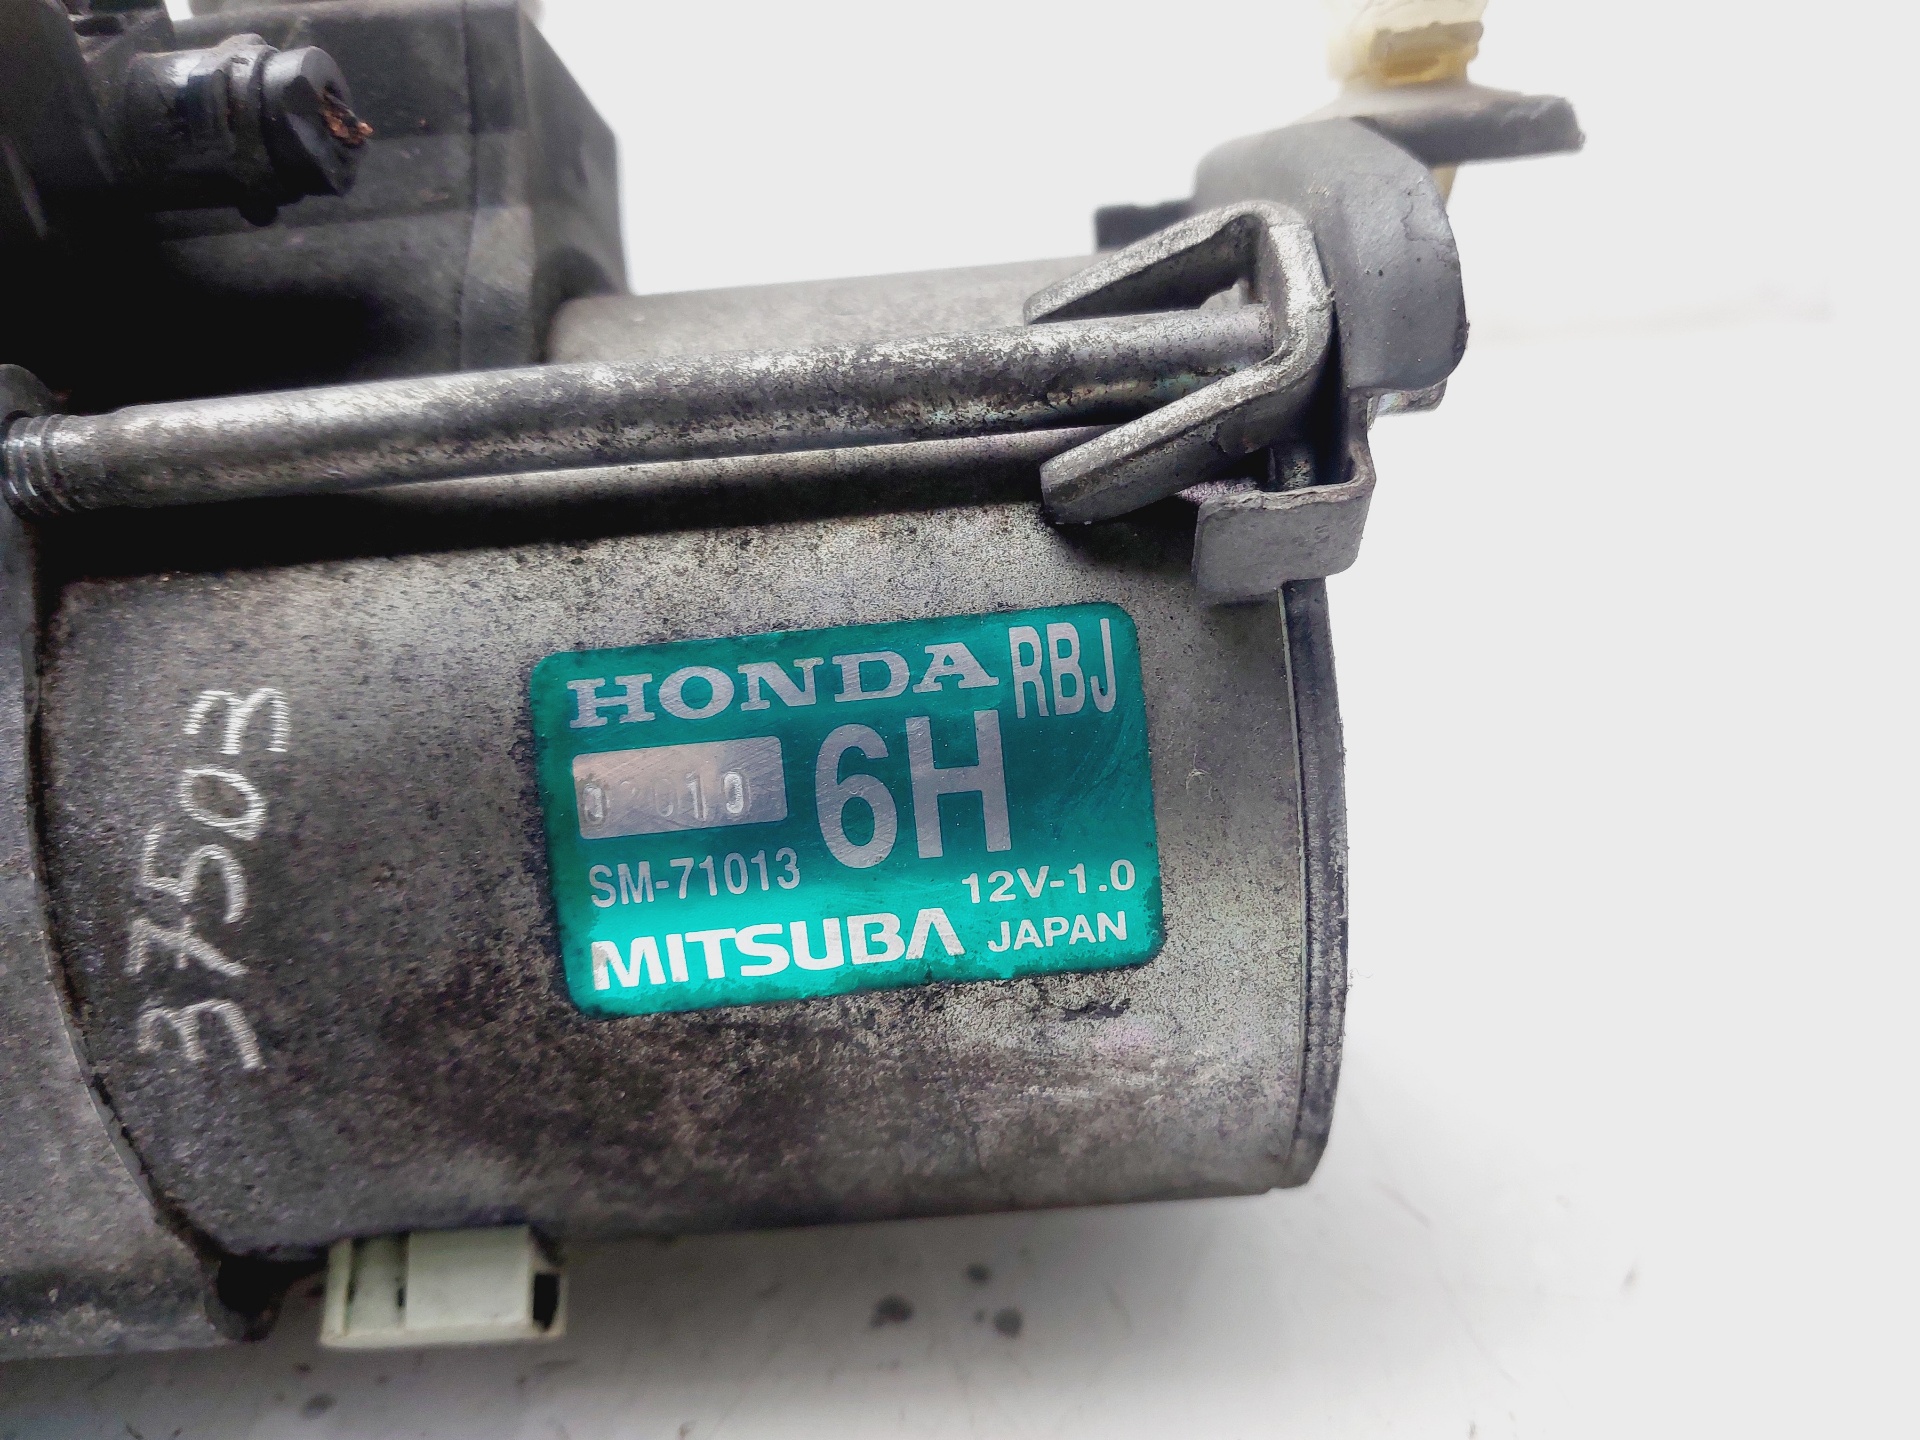 HONDA RBJ
6H
SM-71013
12V-1.0
MITSUBA JAPAN
37503